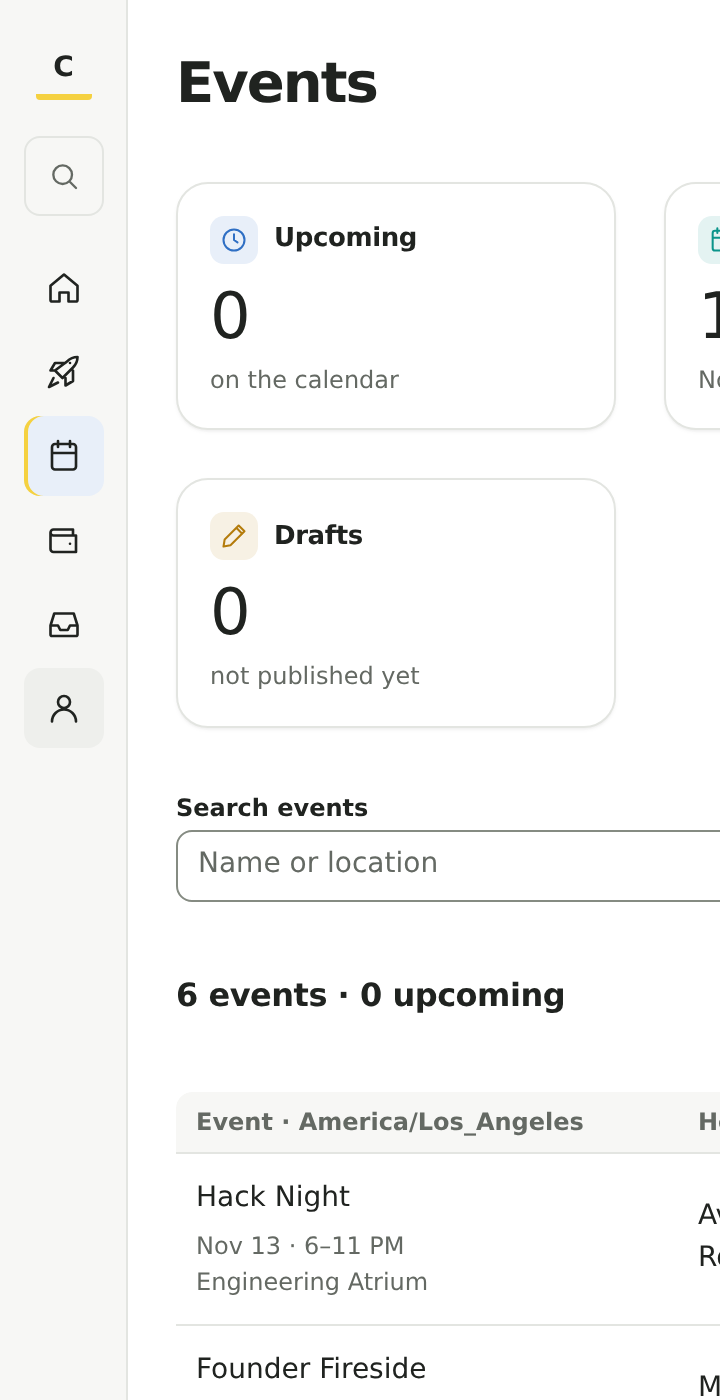 C
Events
Upcoming
0
on the calendar
1
Drafts
0
not published yet
Search events
Name or location
6 events · 0 upcoming
Event · America/Los_Angeles
Hack Night
Nov 13 · 6–11 PM
Engineering Atrium
Founder Fireside